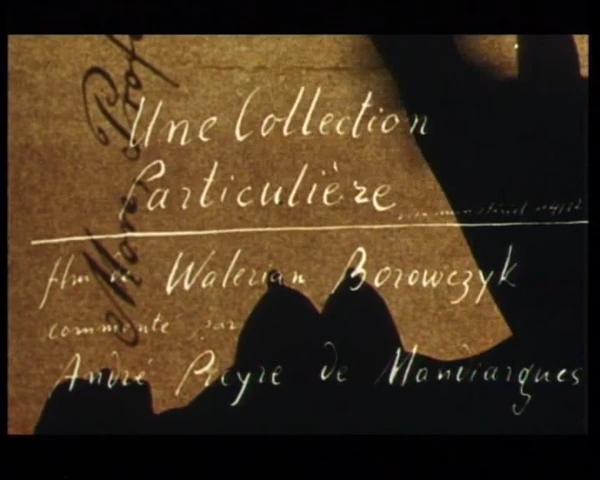 Une Collection
Particulière
film de Walerian Borowczyk
commenté par
André Pieyre de Mandiargues